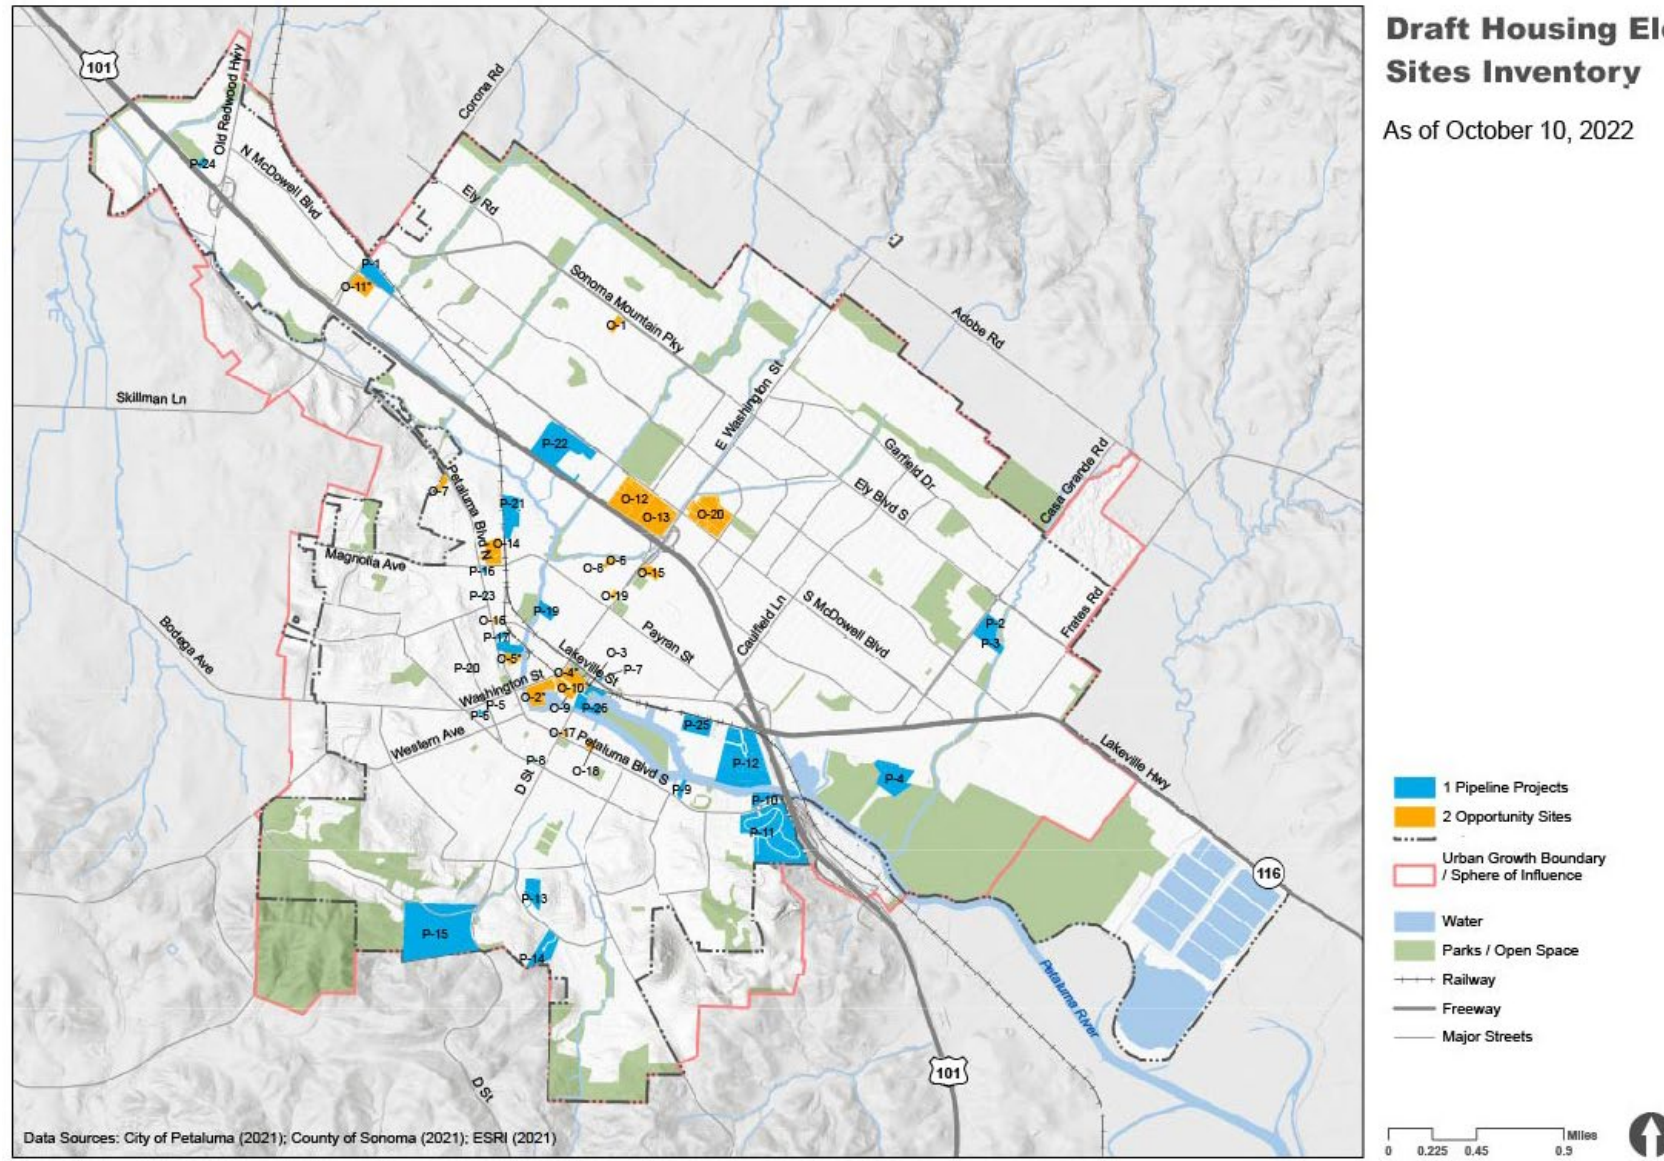 Draft Housing Ele
Sites Inventory
As of October 10, 2022
101
Old Redwood Hwy
Corona Rd
P-24
N McDowell Blvd
Ely Rd
P-1
O-11*
Sonoma Mountain Pky
O-1
Adobe Rd
E Washington St
Skillman Ln
P-22
Garfield Dr
Casa Grande Rd
Petaluma Blvd N
O-7
P-21
O-12
O-13
O-20
Ely Blvd S
O-14
Magnolia Ave
P-16
O-8
O-6
O-15
P-23
O-19
P-19
Caulfield Ln
S McDowell Blvd
Frates Rd
Bodega Ave
O-16
P-17
Payran St
P-2
P-3
O-5*
Lakeville St
O-3
P-20
P-7
O-4*
Washington St
O-10
O-2*
P-5
O-9
P-26
P-6
P-25
Western Ave
O-17
Petaluma Blvd S
Lakeville Hwy
P-8
O-18
P-12
P-4
D St
P-9
P-10
P-11
116
P-13
P-15
P-14
Petaluma River
101
D St
Data Sources: City of Petaluma (2021); County of Sonoma (2021); ESRI (2021)
1 Pipeline Projects
2 Opportunity Sites
Urban Growth Boundary
/ Sphere of Influence
Water
Parks / Open Space
Railway
Freeway
Major Streets
Miles
0 0.225 0.45 0.9